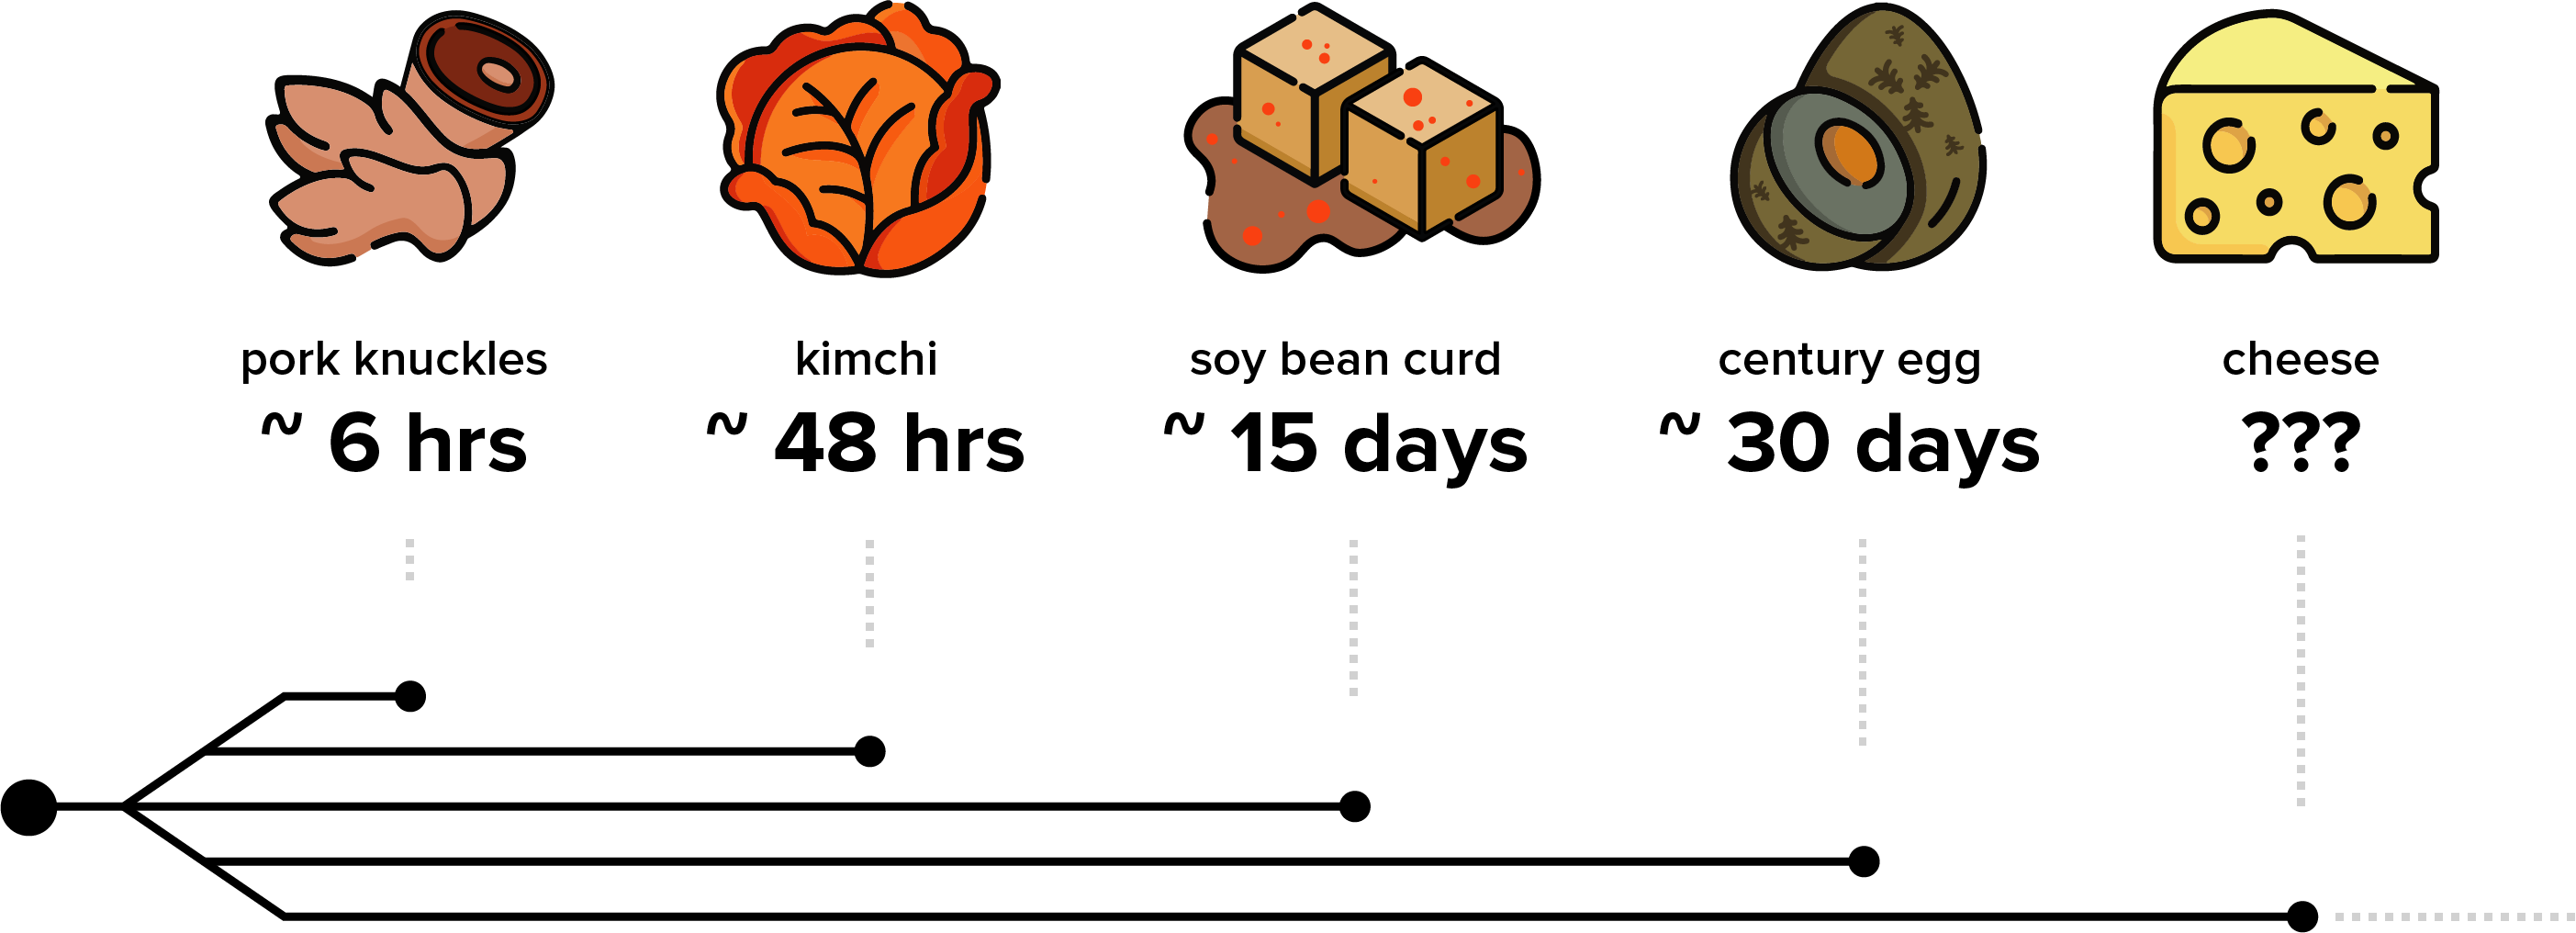 pork knuckles
~ 6 hrs
kimchi
~ 48 hrs
soy bean curd
~ 15 days
century egg
~ 30 days
cheese
???